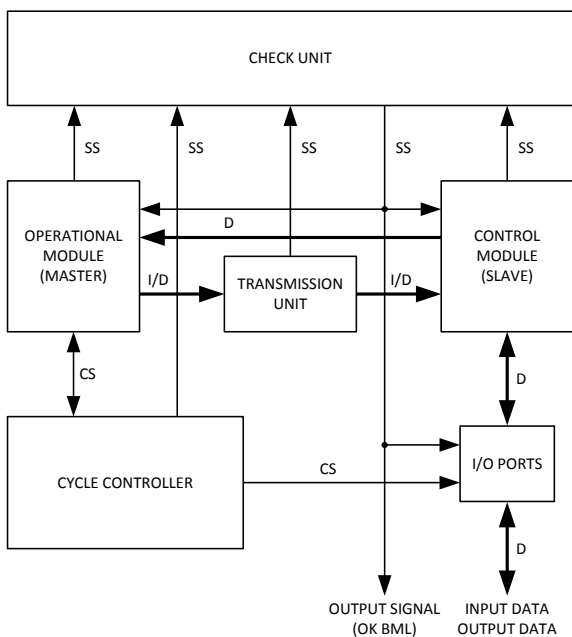 CHECK UNIT
SS
SS
SS
SS
SS
OPERATIONAL
MODULE
(MASTER)
D
CONTROL
MODULE
(SLAVE)
I/D
TRANSMISSION
UNIT
I/D
CS
D
CYCLE CONTROLLER
CS
I/O PORTS
D
OUTPUT SIGNAL
(OK BML)
INPUT DATA
OUTPUT DATA